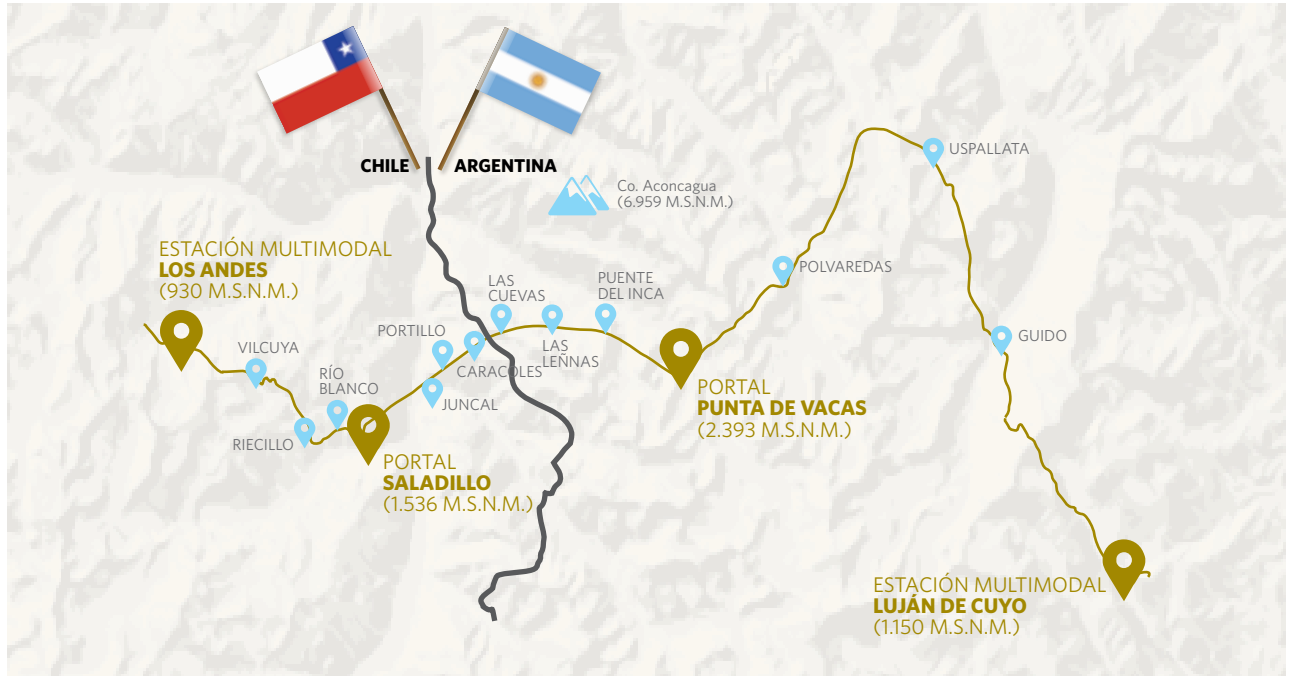 CHILE
ARGENTINA
Co. Aconcagua
(6.959 M.S.N.M.)
USPALLATA
ESTACIÓN MULTIMODAL
LOS ANDES
(930 M.S.N.M.)
POLVAREDAS
LAS
CUEVAS
PUENTE
DEL INCA
PORTILLO
VILCUYA
GUIDO
LAS
LEÑNAS
CARACOLES
RÍO
BLANCO
JUNCAL
PORTAL
PUNTA DE VACAS
(2.393 M.S.N.M.)
RIECILLO
PORTAL
SALADILLO
(1.536 M.S.N.M.)
ESTACIÓN MULTIMODAL
LUJÁN DE CUYO
(1.150 M.S.N.M.)